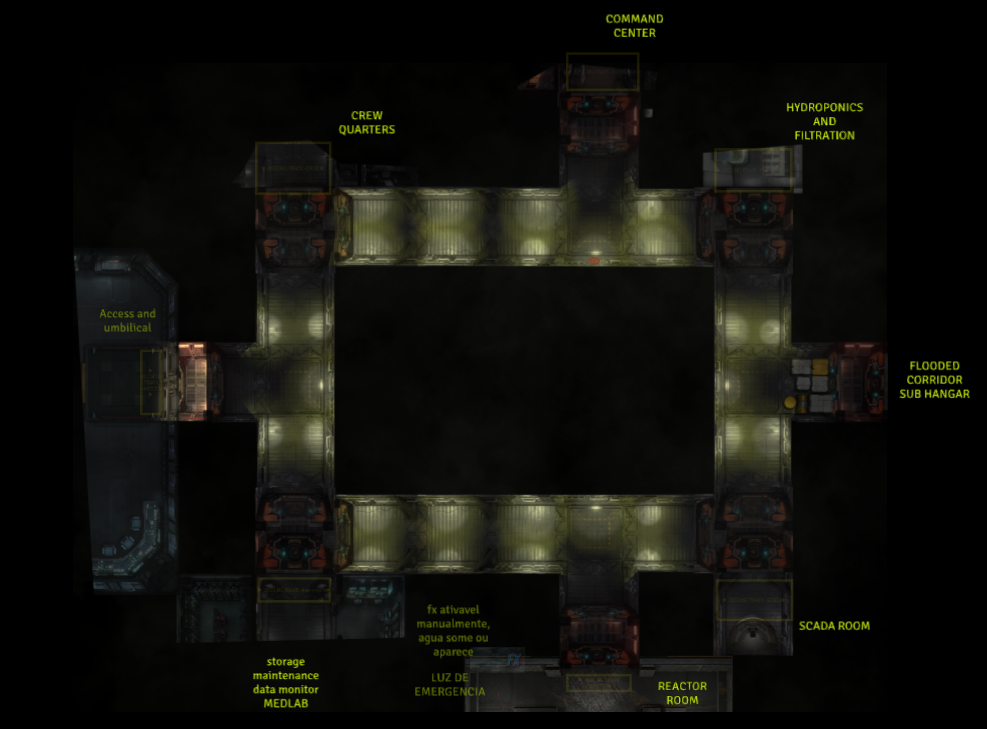 COMMAND
CENTER
HYDROPONICS
AND
FILTRATION
CREW
QUARTERS
Access and
umbilical
FLOODED
CORRIDOR
SUB HANGAR
fx ativavel
manualmente,
agua some ou
aparece
LUZ DE
EMERGENCIA
SCADA ROOM
storage
maintenance
data monitor
MEDLAB
FX
REACTOR
ROOM